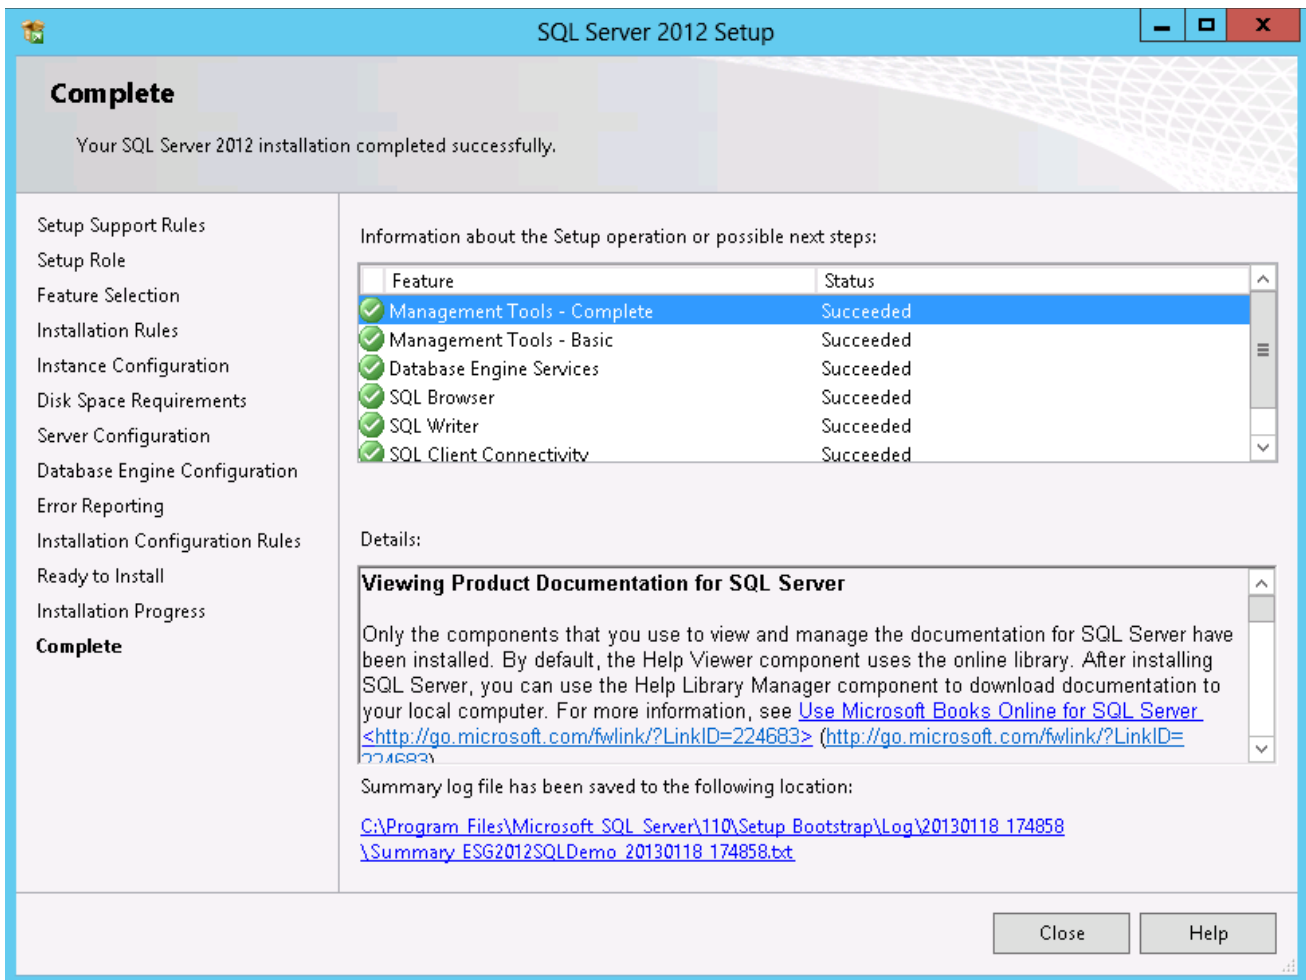 SQL Server 2012 Setup
Complete
Your SQL Server 2012 installation completed successfully.
Setup Support Rules
Setup Role
Feature Selection
Installation Rules
Instance Configuration
Disk Space Requirements
Server Configuration
Database Engine Configuration
Error Reporting
Installation Configuration Rules
Ready to Install
Installation Progress
Complete
Information about the Setup operation or possible next steps:
Feature Status
Management Tools - Complete Succeeded
Management Tools - Basic Succeeded
Database Engine Services Succeeded
SQL Browser Succeeded
SQL Writer Succeeded
SQL Client Connectivity Succeeded
Details:
Viewing Product Documentation for SQL Server
Only the components that you use to view and manage the documentation for SQL Server have
been installed. By default, the Help Viewer component uses the online library. After installing
SQL Server, you can use the Help Library Manager component to download documentation to
your local computer. For more information, see Use Microsoft Books Online for SQL Server
<http://go.microsoft.com/fwlink/?LinkID=224683> (http://go.microsoft.com/fwlink/?LinkID=
224683)
Summary log file has been saved to the following location:
C:\Program Files\Microsoft SQL Server\110\Setup Bootstrap\Log\20130118_174858
\Summary_ESG2012SQLDemo_20130118_174858.txt
Close Help